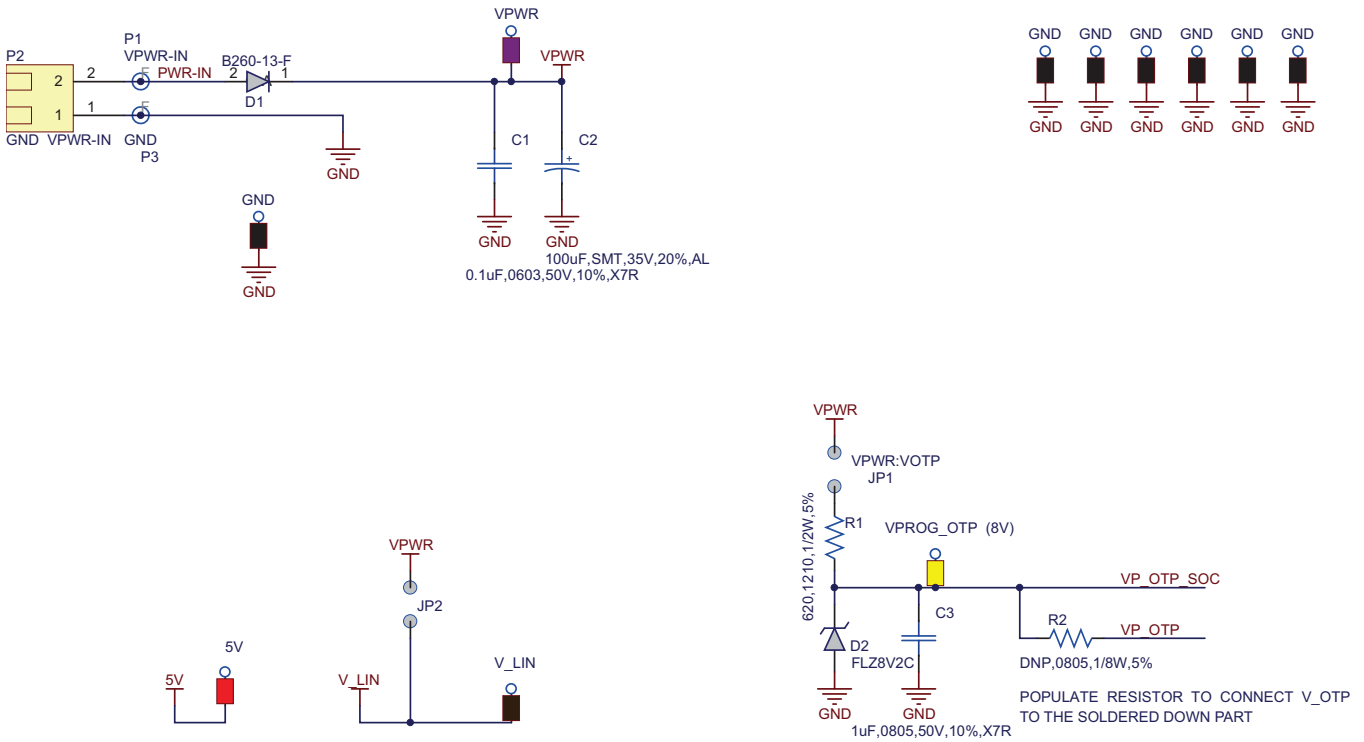 VPWR
P2
P1
VPWR-IN
2
F
PWR-IN
B260-13-F
2
1
D1
VPWR
2
1
1
F
GND
VPWR-IN
GND
P3
GND
C1
C2
+
GND
GND
100uF,SMT,35V,20%,AL
0.1uF,0603,50V,10%,X7R
GND
GND
GND GND GND GND GND GND
GND GND GND GND GND GND
VPWR
VPWR:VOTP
JP1
620,1210,1/2W,5%
R1
VPROG_OTP (8V)
VP_OTP_SOC
C3
R2
VP_OTP
D2
FLZ8V2C
DNP,0805,1/8W,5%
GND
GND
1uF,0805,50V,10%,X7R
POPULATE RESISTOR TO CONNECT V_OTP
TO THE SOLDERED DOWN PART
VPWR
JP2
5V
5V
V_LIN
V_LIN